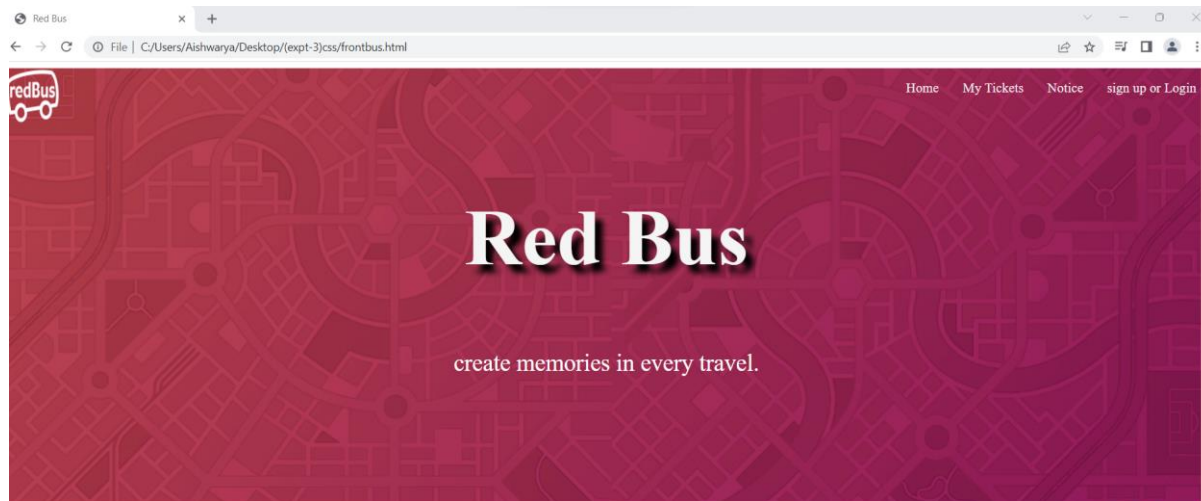 Red Bus
File | C:/Users/Aishwarya/Desktop/(expt-3)css/frontbus.html
redBus
Home My Tickets Notice sign up or Login
Red Bus
create memories in every travel.